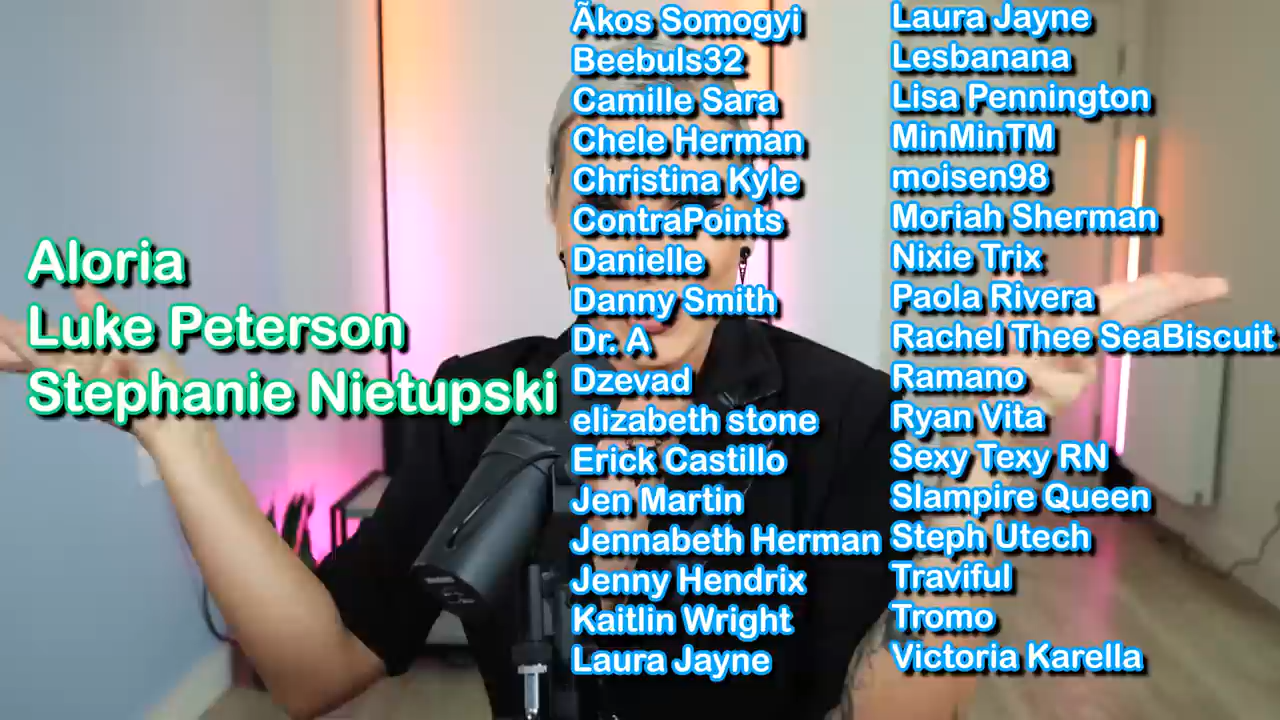 Aloria
Luke Peterson
Stephanie Nietupski
Ãkos Somogyi
Beebuls32
Camille Sara
Chele Herman
Christina Kyle
ContraPoints
Danielle
Danny Smith
Dr. A
Dzevad
elizabeth stone
Erick Castillo
Jen Martin
Jennabeth Herman
Jenny Hendrix
Kaitlin Wright
Laura Jayne
Laura Jayne
Lesbanana
Lisa Pennington
MinMinTM
moisen98
Moriah Sherman
Nixie Trix
Paola Rivera
Rachel Thee SeaBiscuit
Ramano
Ryan Vita
Sexy Texy RN
Slampire Queen
Steph Utech
Traviful
Tromo
Victoria Karella